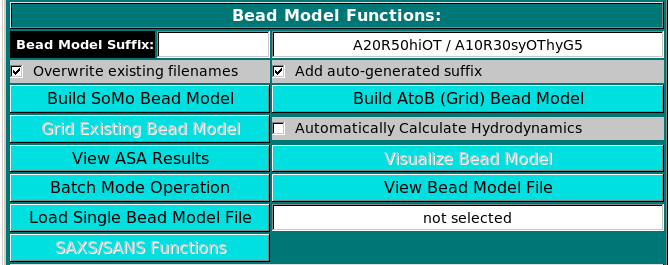 Bead Model Functions:
Bead Model Suffix:
A20R50hiOT / A10R30syOThyG5
Overwrite existing filenames
Add auto-generated suffix
Build SoMo Bead Model
Build AtoB (Grid) Bead Model
Grid Existing Bead Model
Automatically Calculate Hydrodynamics
View ASA Results
Visualize Bead Model
Batch Mode Operation
View Bead Model File
Load Single Bead Model File
not selected
SAXS/SANS Functions